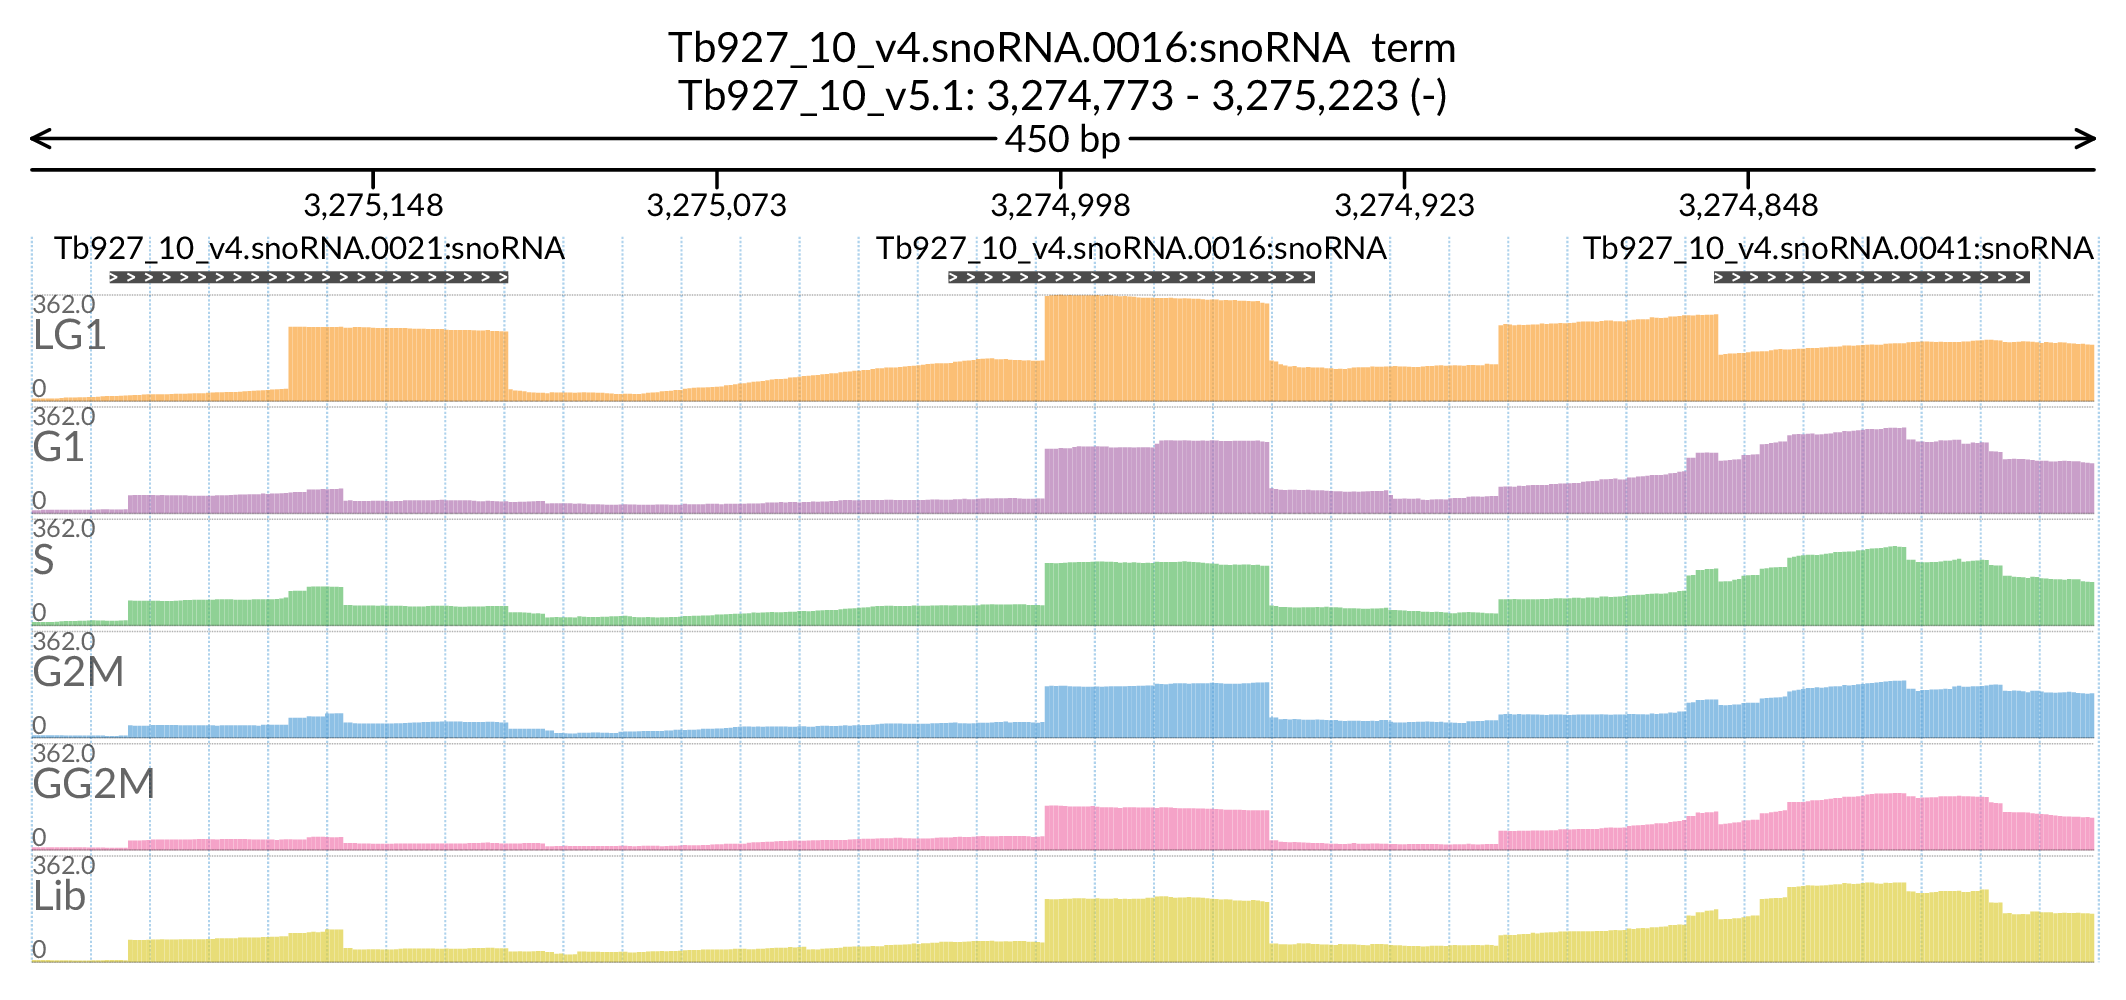 Tb927_10_v4.snoRNA.0016:snoRNA term
Tb927_10_v5.1: 3,274,773 - 3,275,223 (-)
450 bp
3,275,148 3,275,073 3,274,998 3,274,923 3,274,848
Tb927_10_v4.snoRNA.0021:snoRNA Tb927_10_v4.snoRNA.0016:snoRNA Tb927_10_v4.snoRNA.0041:snoRNA
362.0
LG1
0
362.0
G1
0
362.0
S
0
362.0
G2M
0
362.0
GG2M
0
362.0
Lib
0